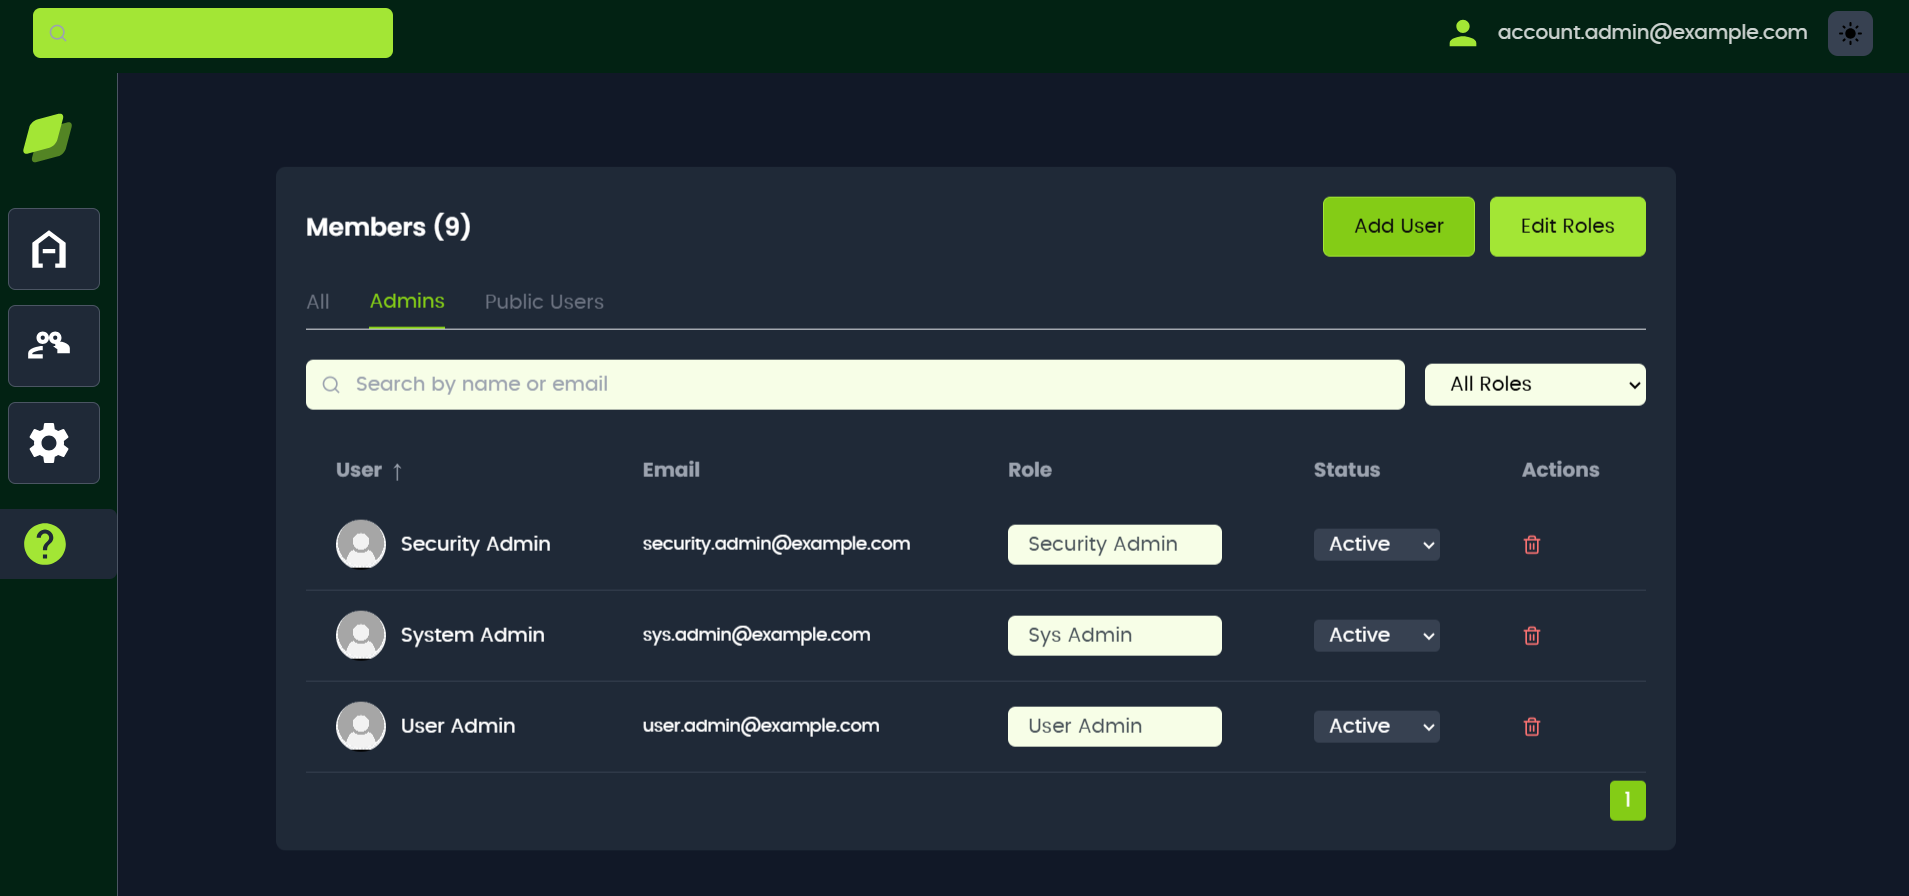 account.admin@example.com
Members (9)
Add User
Edit Roles
All
Admins
Public Users
Search by name or email
All Roles
User ↑
Email
Role
Status
Actions
Security Admin
security.admin@example.com
Security Admin
Active
System Admin
sys.admin@example.com
Sys Admin
Active
User Admin
user.admin@example.com
User Admin
Active
1